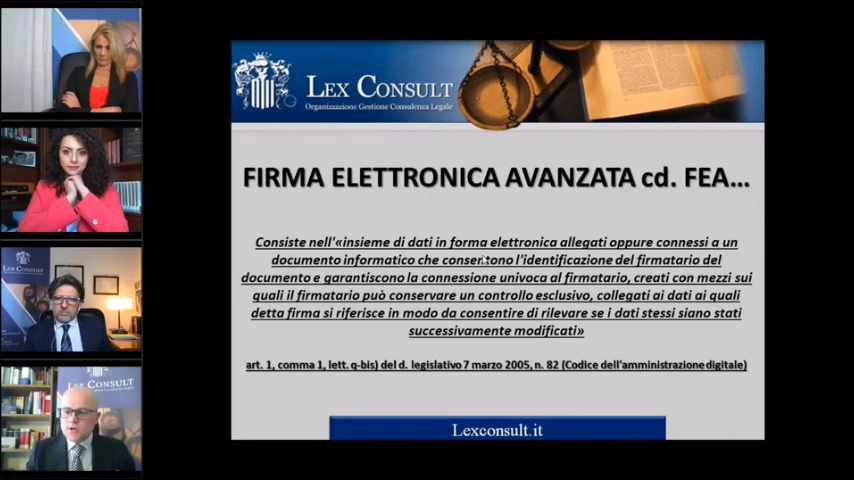 LEX CONSULT
Organizzazione Gestione Consulenza Legale
FIRMA ELETTRONICA AVANZATA cd. FEA...
Consiste nell'«insieme di dati in forma elettronica allegati oppure connessi a un
documento informatico che consentono l'identificazione del firmatario del
documento e garantiscono la connessione univoca al firmatario, creati con mezzi sui
quali il firmatario può conservare un controllo esclusivo, collegati ai dati ai quali
detta firma si riferisce in modo da consentire di rilevare se i dati stessi siano stati
successivamente modificati»
art. 1, comma 1, lett. q-bis) del d. legislativo 7 marzo 2005, n. 82 (Codice dell'amministrazione digitale)
Lexconsult.it
LEX CONSULT
LEX CONSULT